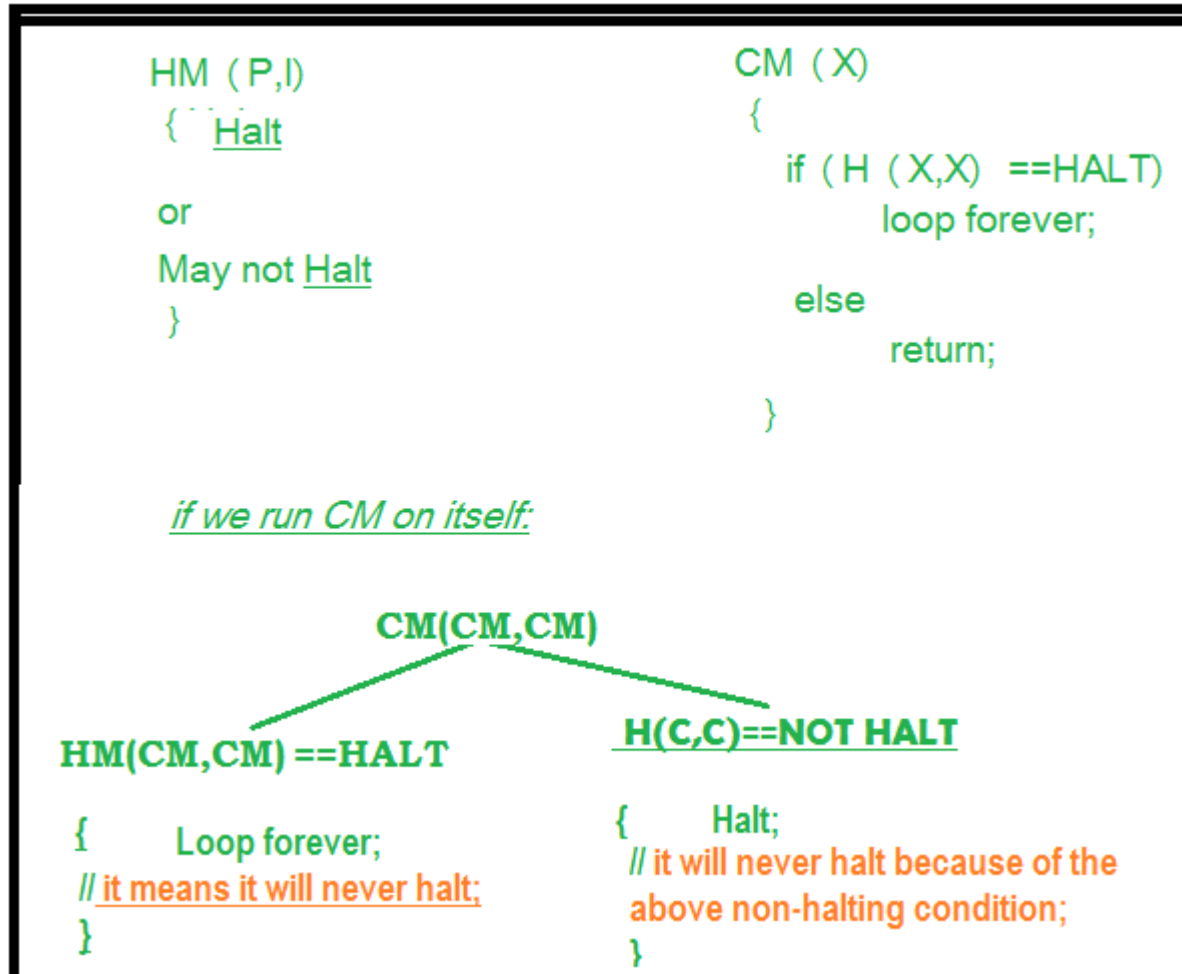 HM ( P,I)
{ Halt
or
May not Halt
}
CM ( X)
{
if ( H ( X,X) ==HALT)
loop forever;
else
return;
}
if we run CM on itself:
CM(CM,CM)
HM(CM,CM) ==HALT
{ Loop forever;
// it means it will never halt;
}
H(C,C)==NOT HALT
{ Halt;
// it will never halt because of the
above non-halting condition;
}